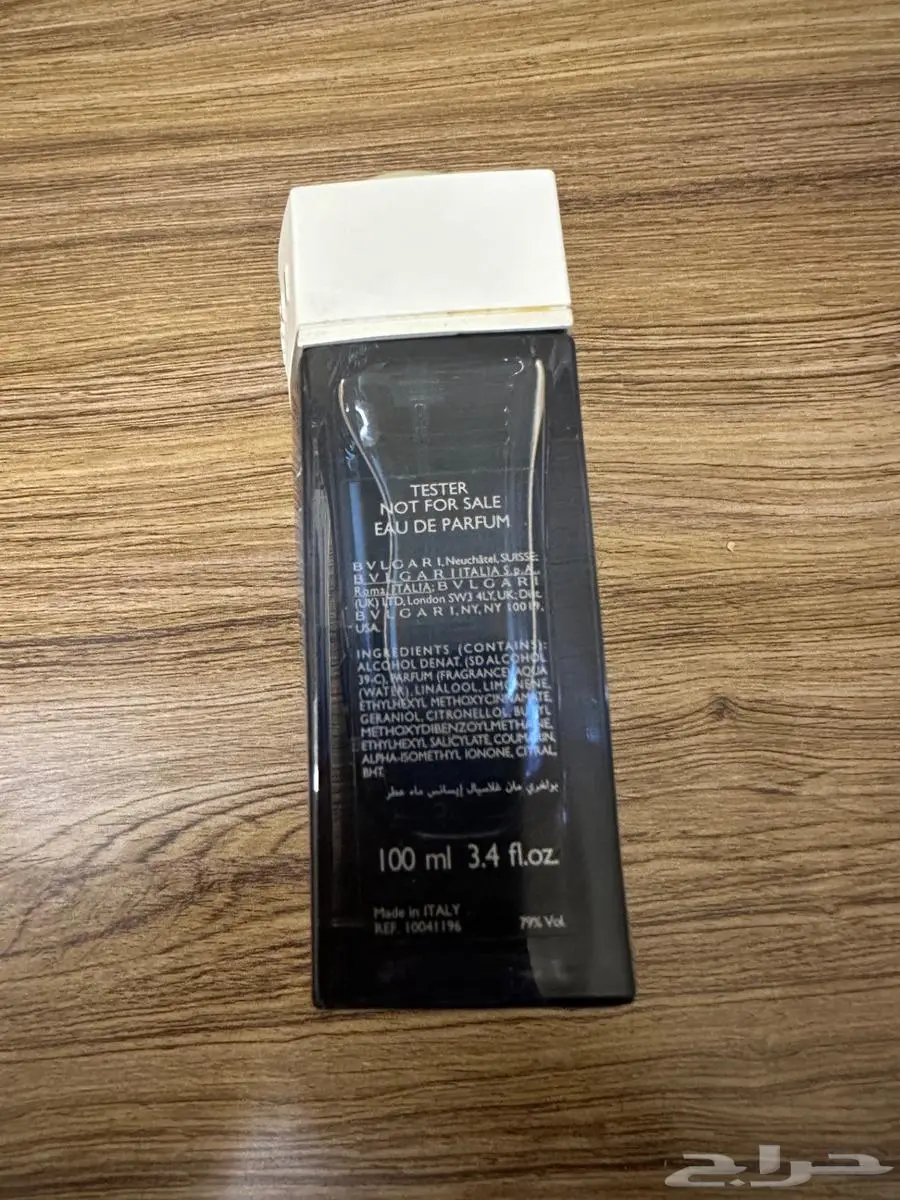 TESTER
NOT FOR SALE
EAU DE PARFUM
BVLGARI, Neuchâtel, SUISSE;
BVLGARI ITALIA S.p.A.
Roma, ITALIA; BVLGARI
(UK) LTD, London SW3 4LY, UK; Dist.
BVLGARI, NY, NY 10019,
USA.
INGREDIENTS (CONTAINS):
ALCOHOL DENAT. (SD ALCOHOL
39-C), PARFUM (FRAGRANCE), AQUA
(WATER), LINALOOL, LIMONENE,
ETHYLHEXYL METHOXYCINNAMATE,
GERANIOL, CITRONELLOL, BUTYL
METHOXYDIBENZOYLMETHANE,
ETHYLHEXYL SALICYLATE, COUMARIN,
ALPHA-ISOMETHYL IONONE, CITRAL,
BHT.
بولغري مان غلاسيال إيسانس ماء عطر
100 ml 3.4 fl.oz.
Made in ITALY
REF. 10041196 79% Vol.
حراج